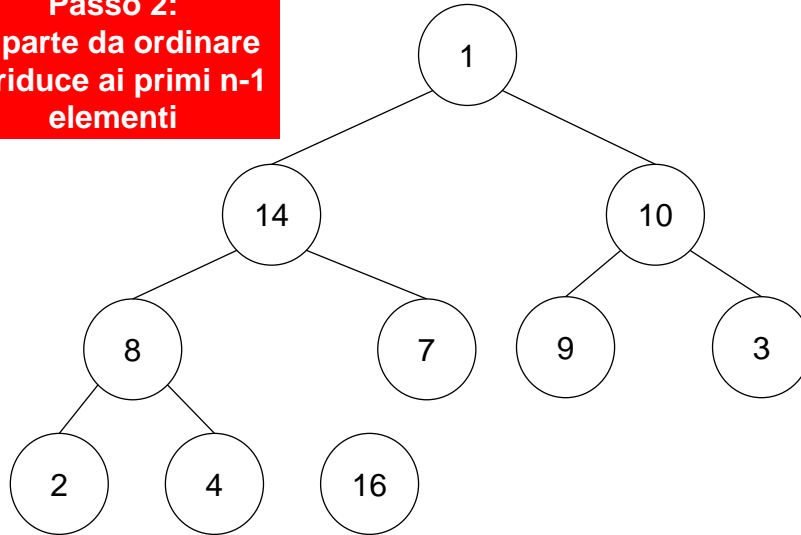 Passo 2:
parte da ordinare
riduce ai primi n-1
elementi
1
14
10
8
7
9
3
2
4
16